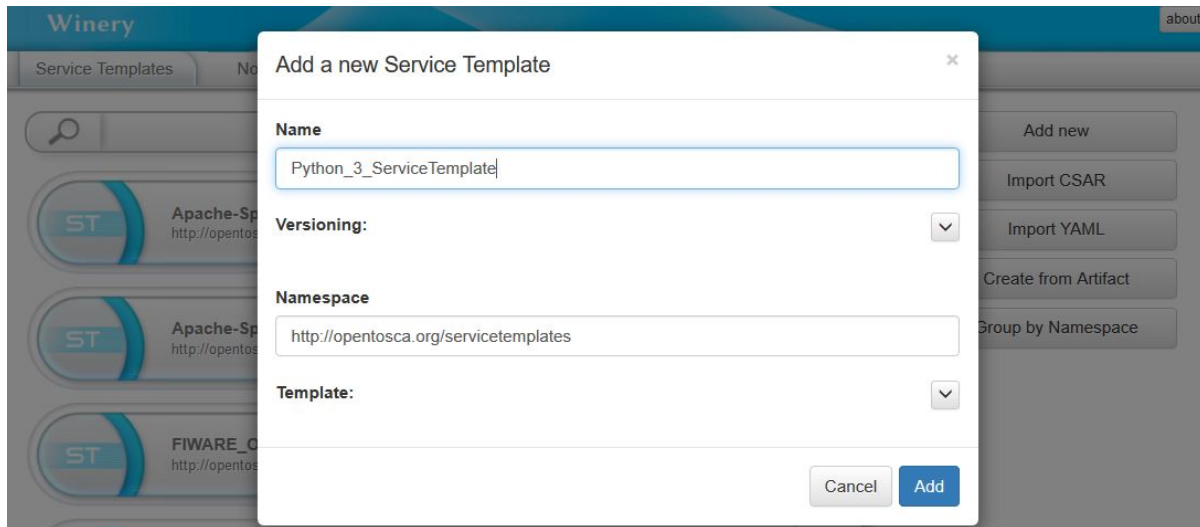 Winery
about
Service Templates
No
Add a new Service Template
×
Name
Python_3_ServiceTemplate
Versioning:
Namespace
http://opentosca.org/servicetemplates
Template:
Cancel
Add
ST
Apache-Sp
http://opentos
ST
Apache-Sp
http://opentos
ST
FIWARE_O
http://opentos
Add new
Import CSAR
Import YAML
Create from Artifact
Group by Namespace